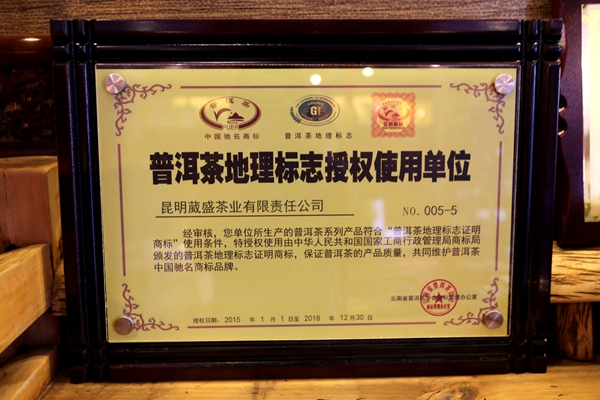 普洱茶
PUER
中国驰名商标
GI
普洱茶地理标志
普洱茶地理标志授权使用单位
昆明葳盛茶业有限责任公司
NO.005-5
经审核，您单位所生产的普洱茶系列产品符合“普洱茶地理标志证明
商标”使用条件，特授权使用由中华人民共和国国家工商行政管理局商标局
颁发的普洱茶地理标志证明商标，保证普洱茶的产品质量，共同维护普洱茶
中国驰名商标品牌。
授权日期：2015 年 1 月 1 日至 2018 年 12 月 30 日